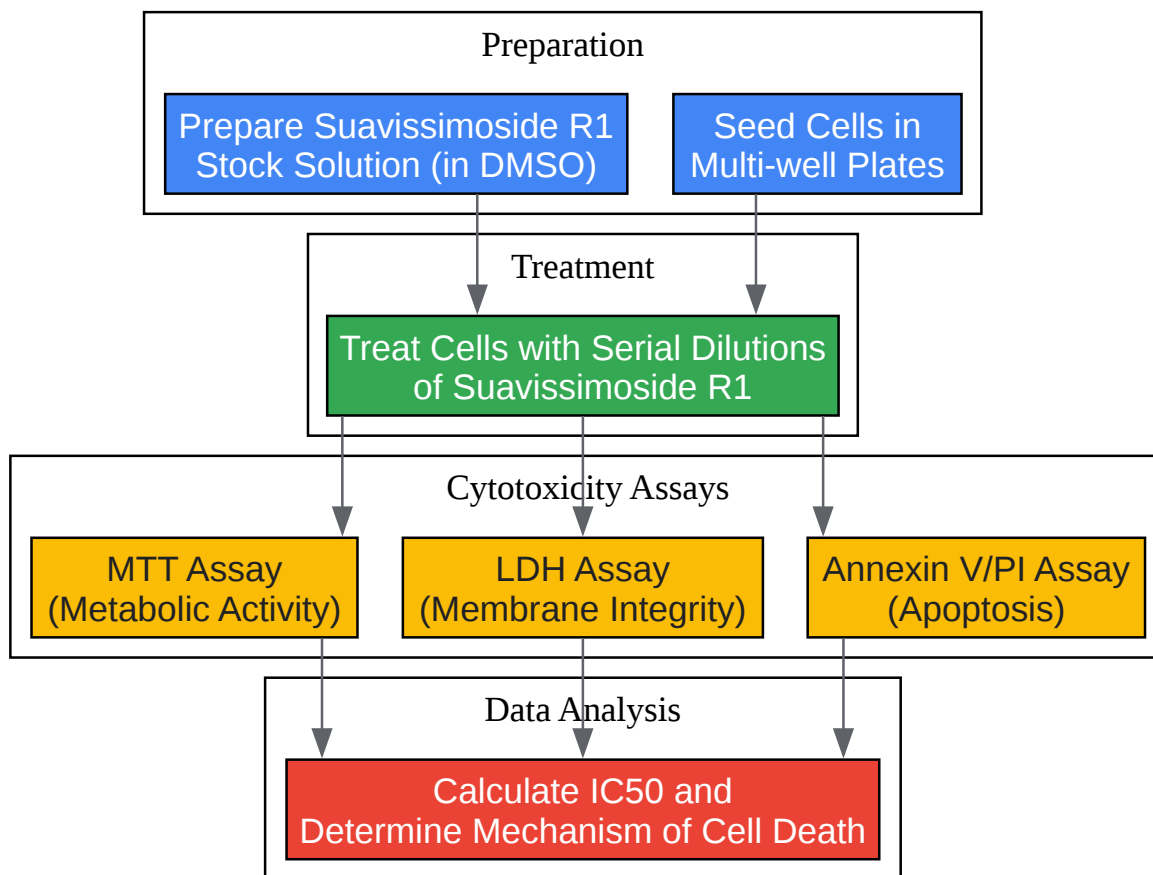 Preparation
Prepare Suavissimoside R1
Stock Solution (in DMSO)
Seed Cells in
Multi-well Plates
Treatment
Treat Cells with Serial Dilutions
of Suavissimoside R1
Cytotoxicity Assays
MTT Assay
(Metabolic Activity)
LDH Assay
(Membrane Integrity)
Annexin V/PI Assay
(Apoptosis)
Data Analysis
Calculate IC50 and
Determine Mechanism of Cell Death